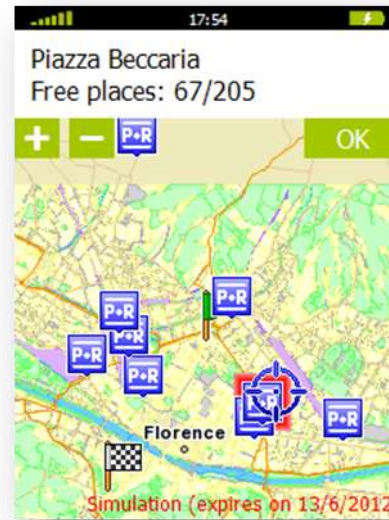 17:54
Piazza Beccaria
Free places: 67/205
+ − P+R OK
P+R
P+R
P+R
P+R
P+R
P+R
P+R
Florence
Simulation (expires on 13/6/2012